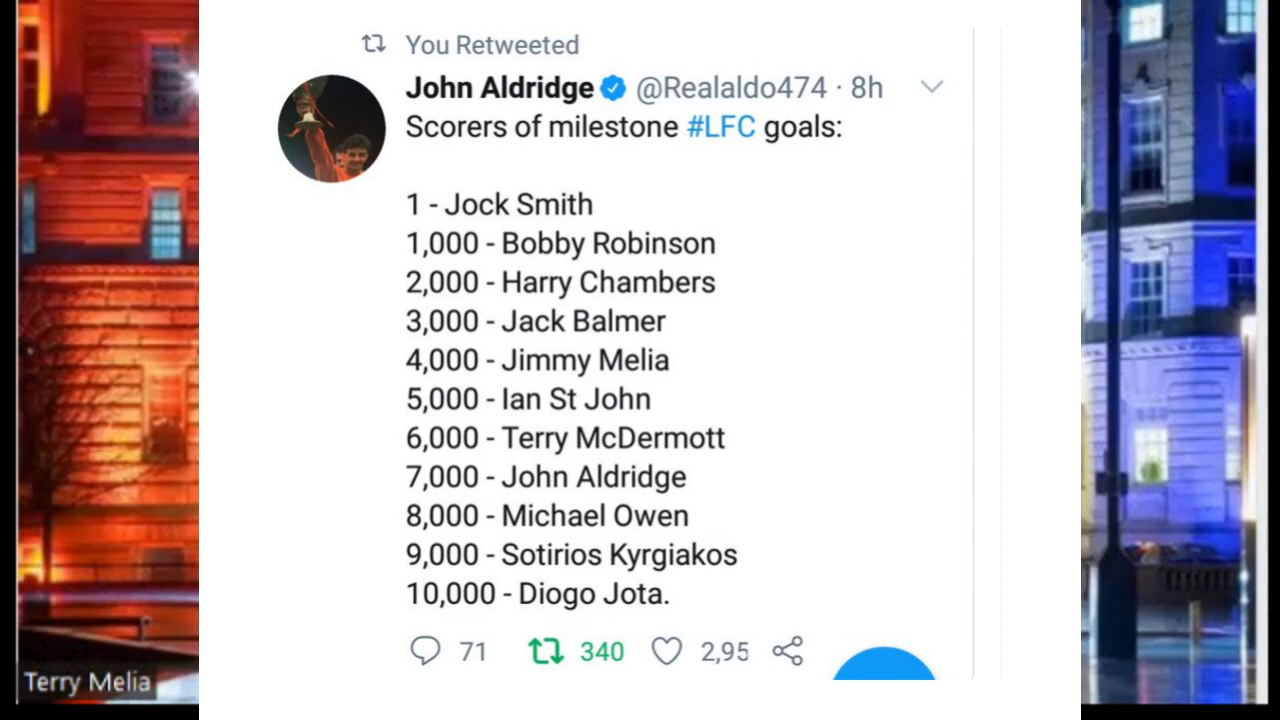 You Retweeted
John Aldridge @Realaldo474 · 8h
Scorers of milestone #LFC goals:
1 - Jock Smith
1,000 - Bobby Robinson
2,000 - Harry Chambers
3,000 - Jack Balmer
4,000 - Jimmy Melia
5,000 - Ian St John
6,000 - Terry McDermott
7,000 - John Aldridge
8,000 - Michael Owen
9,000 - Sotirios Kyrgiakos
10,000 - Diogo Jota.
71 340 2,95
Terry Melia